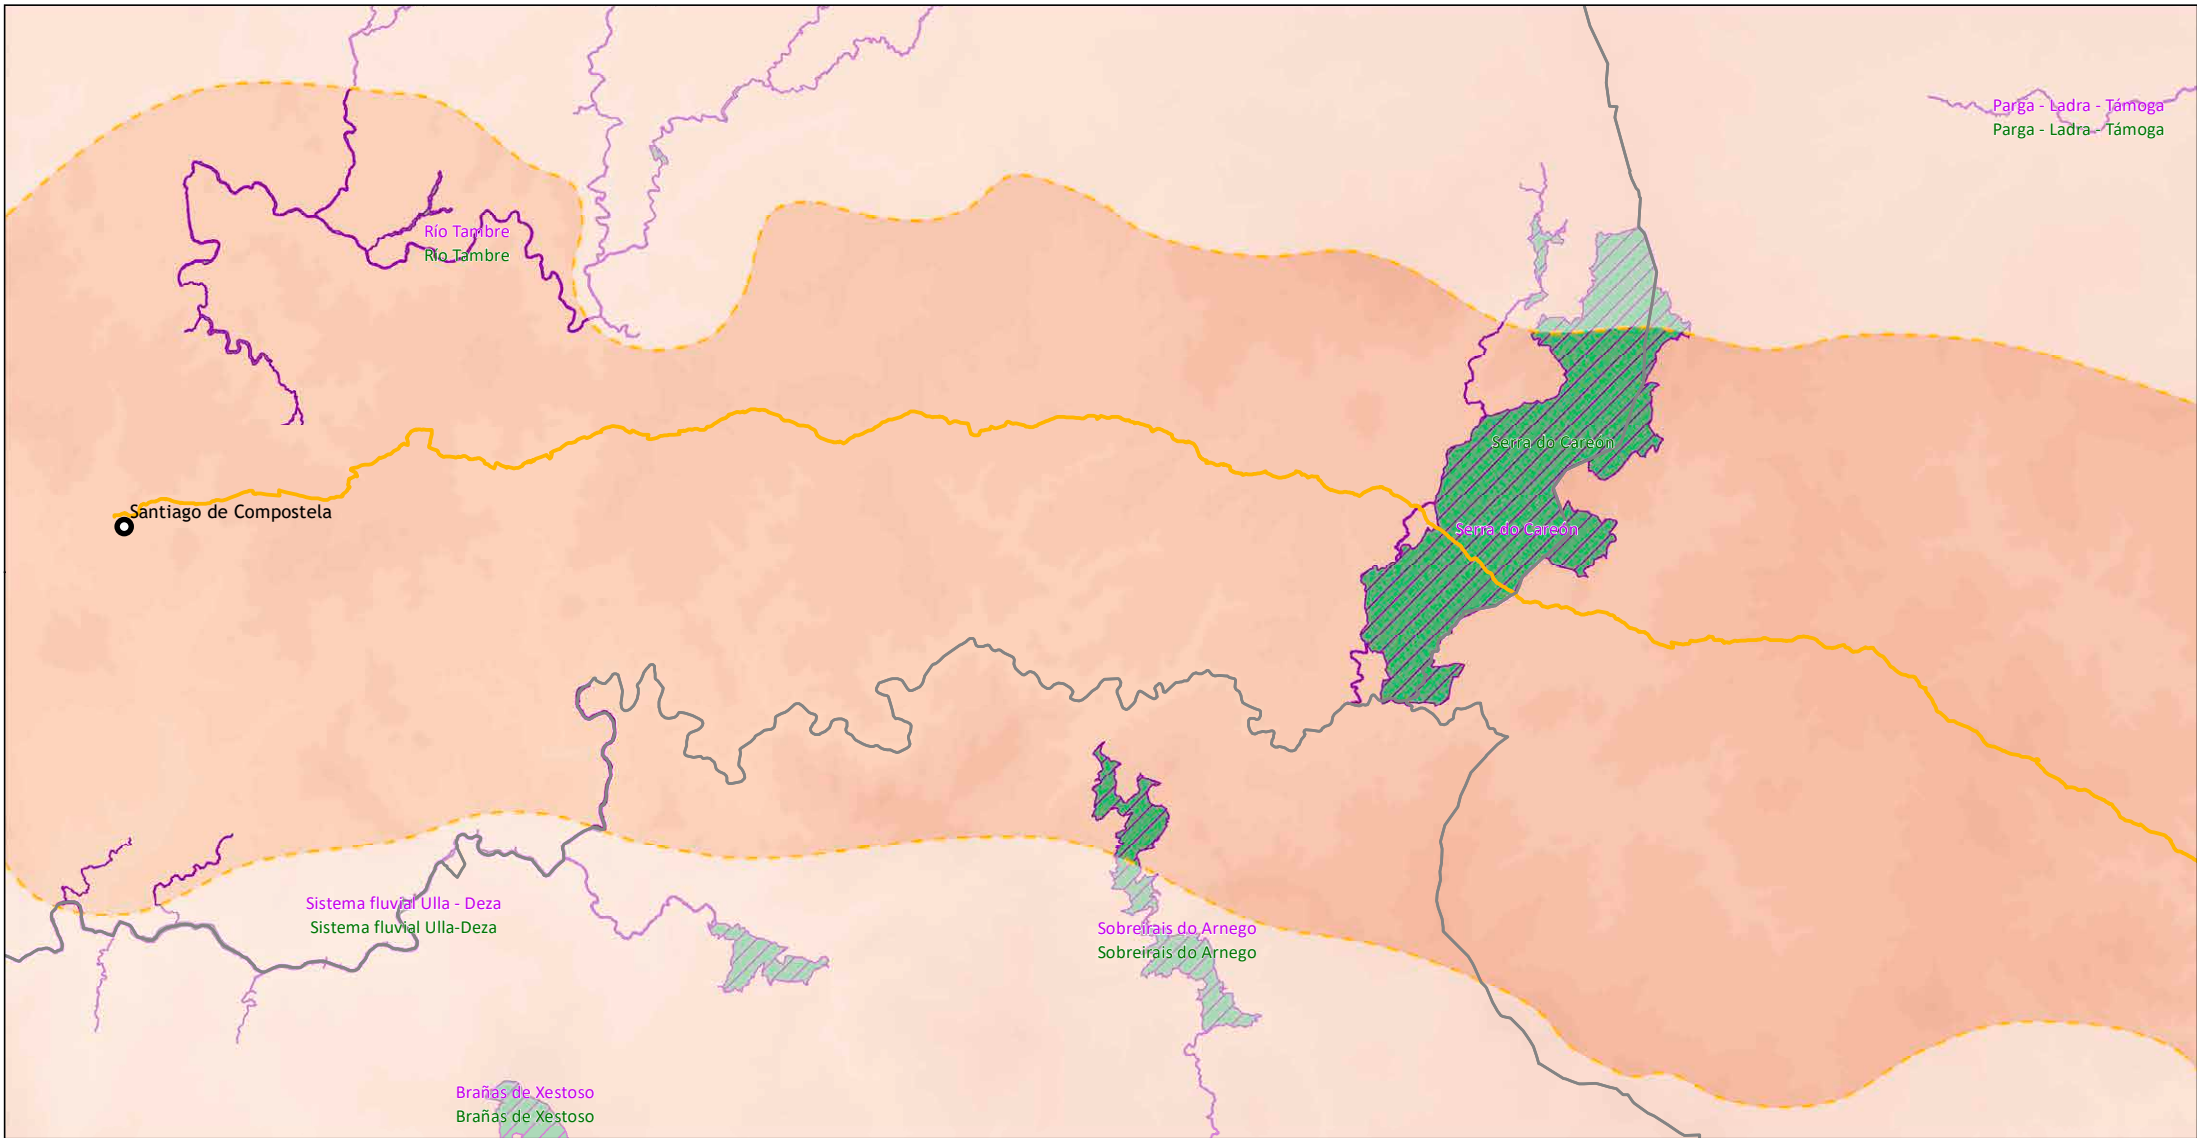 Parga - Ladra - Támoga
Parga - Ladra - Támoga
Río Tambre
Río Tambre
Serra do Careón
Santiago de Compostela
Serra do Careón
Sistema fluvial Ulla - Deza
Sistema fluvial Ulla-Deza
Sobreirais do Arnego
Sobreirais do Arnego
Brañas de Xestoso
Brañas de Xestoso